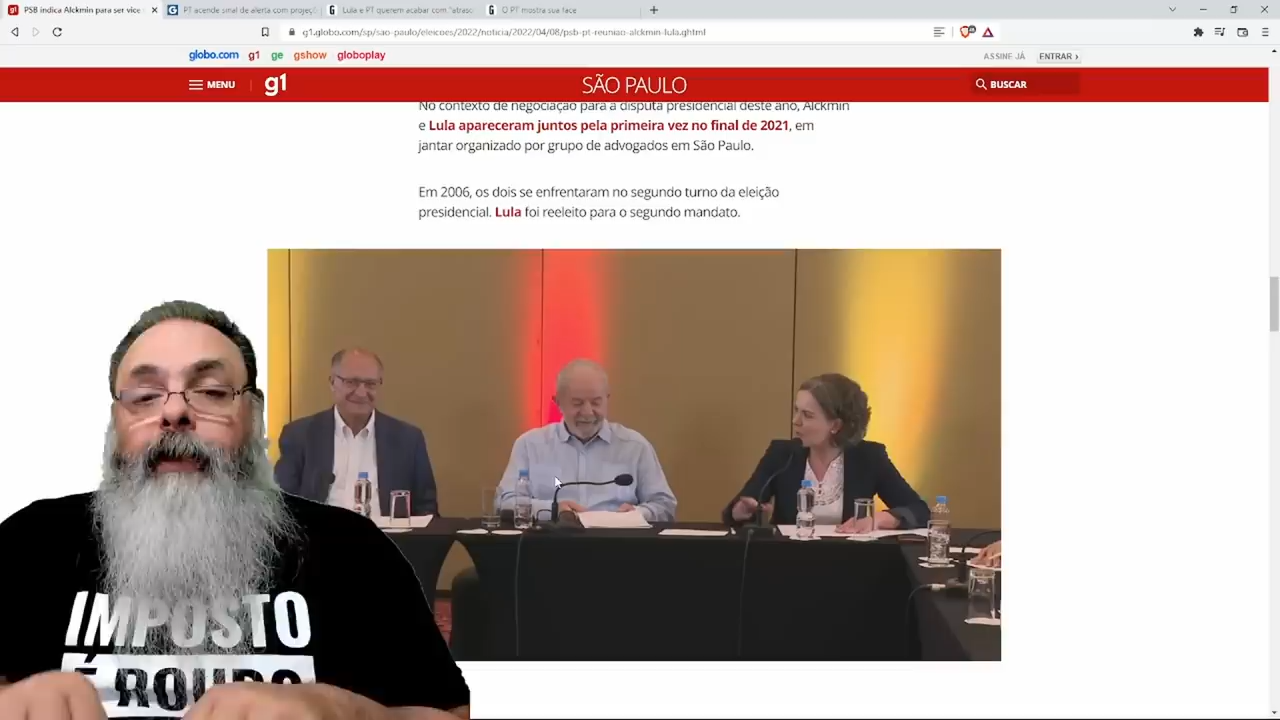 PSB indica Alckmin para ser vice
PT acende sinal de alerta com projeç
Lula e PT querem acabar com "atraso
O PT mostra sua face
g1.globo.com/sp/sao-paulo/eleicoes/2022/noticia/2022/04/08/psb-pt-reuniao-alckmin-lula.ghtml
globo.com g1 ge gshow globoplay
ASSINE JÁ ENTRAR ›
MENU g1 SÃO PAULO BUSCAR
No contexto de negociação para a disputa presidencial deste ano, Alckmin
e Lula apareceram juntos pela primeira vez no final de 2021, em
jantar organizado por grupo de advogados em São Paulo.
Em 2006, os dois se enfrentaram no segundo turno da eleição
presidencial. Lula foi reeleito para o segundo mandato.
IMPOSTO
É ROUBO